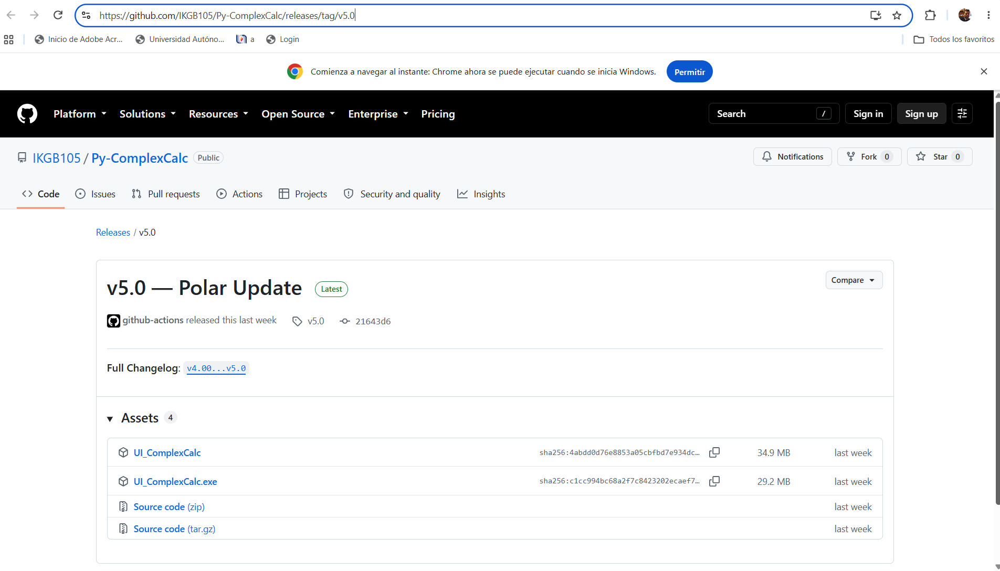 https://github.com/IKGB105/Py-ComplexCalc/releases/tag/v5.0
Inicio de Adobe Acr... Universidad Autóno... a Login Todos los favoritos
Comienza a navegar al instante: Chrome ahora se puede ejecutar cuando se inicia Windows. Permitir
Platform Solutions Resources Open Source Enterprise Pricing Search / Sign in Sign up
IKGB105 / Py-ComplexCalc Public Notifications Fork 0 Star 0
Code Issues Pull requests Actions Projects Security and quality Insights
Releases / v5.0
v5.0 — Polar Update Latest Compare
github-actions released this last week v5.0 21643d6
Full Changelog: v4.00...v5.0
Assets 4
UI_ComplexCalc sha256:4abdd0d76e8853a05cbfbd7e934dc... 34.9 MB last week
UI_ComplexCalc.exe sha256:c1cc994bc68a2f7c8423202ecaef7... 29.2 MB last week
Source code (zip) last week
Source code (tar.gz) last week